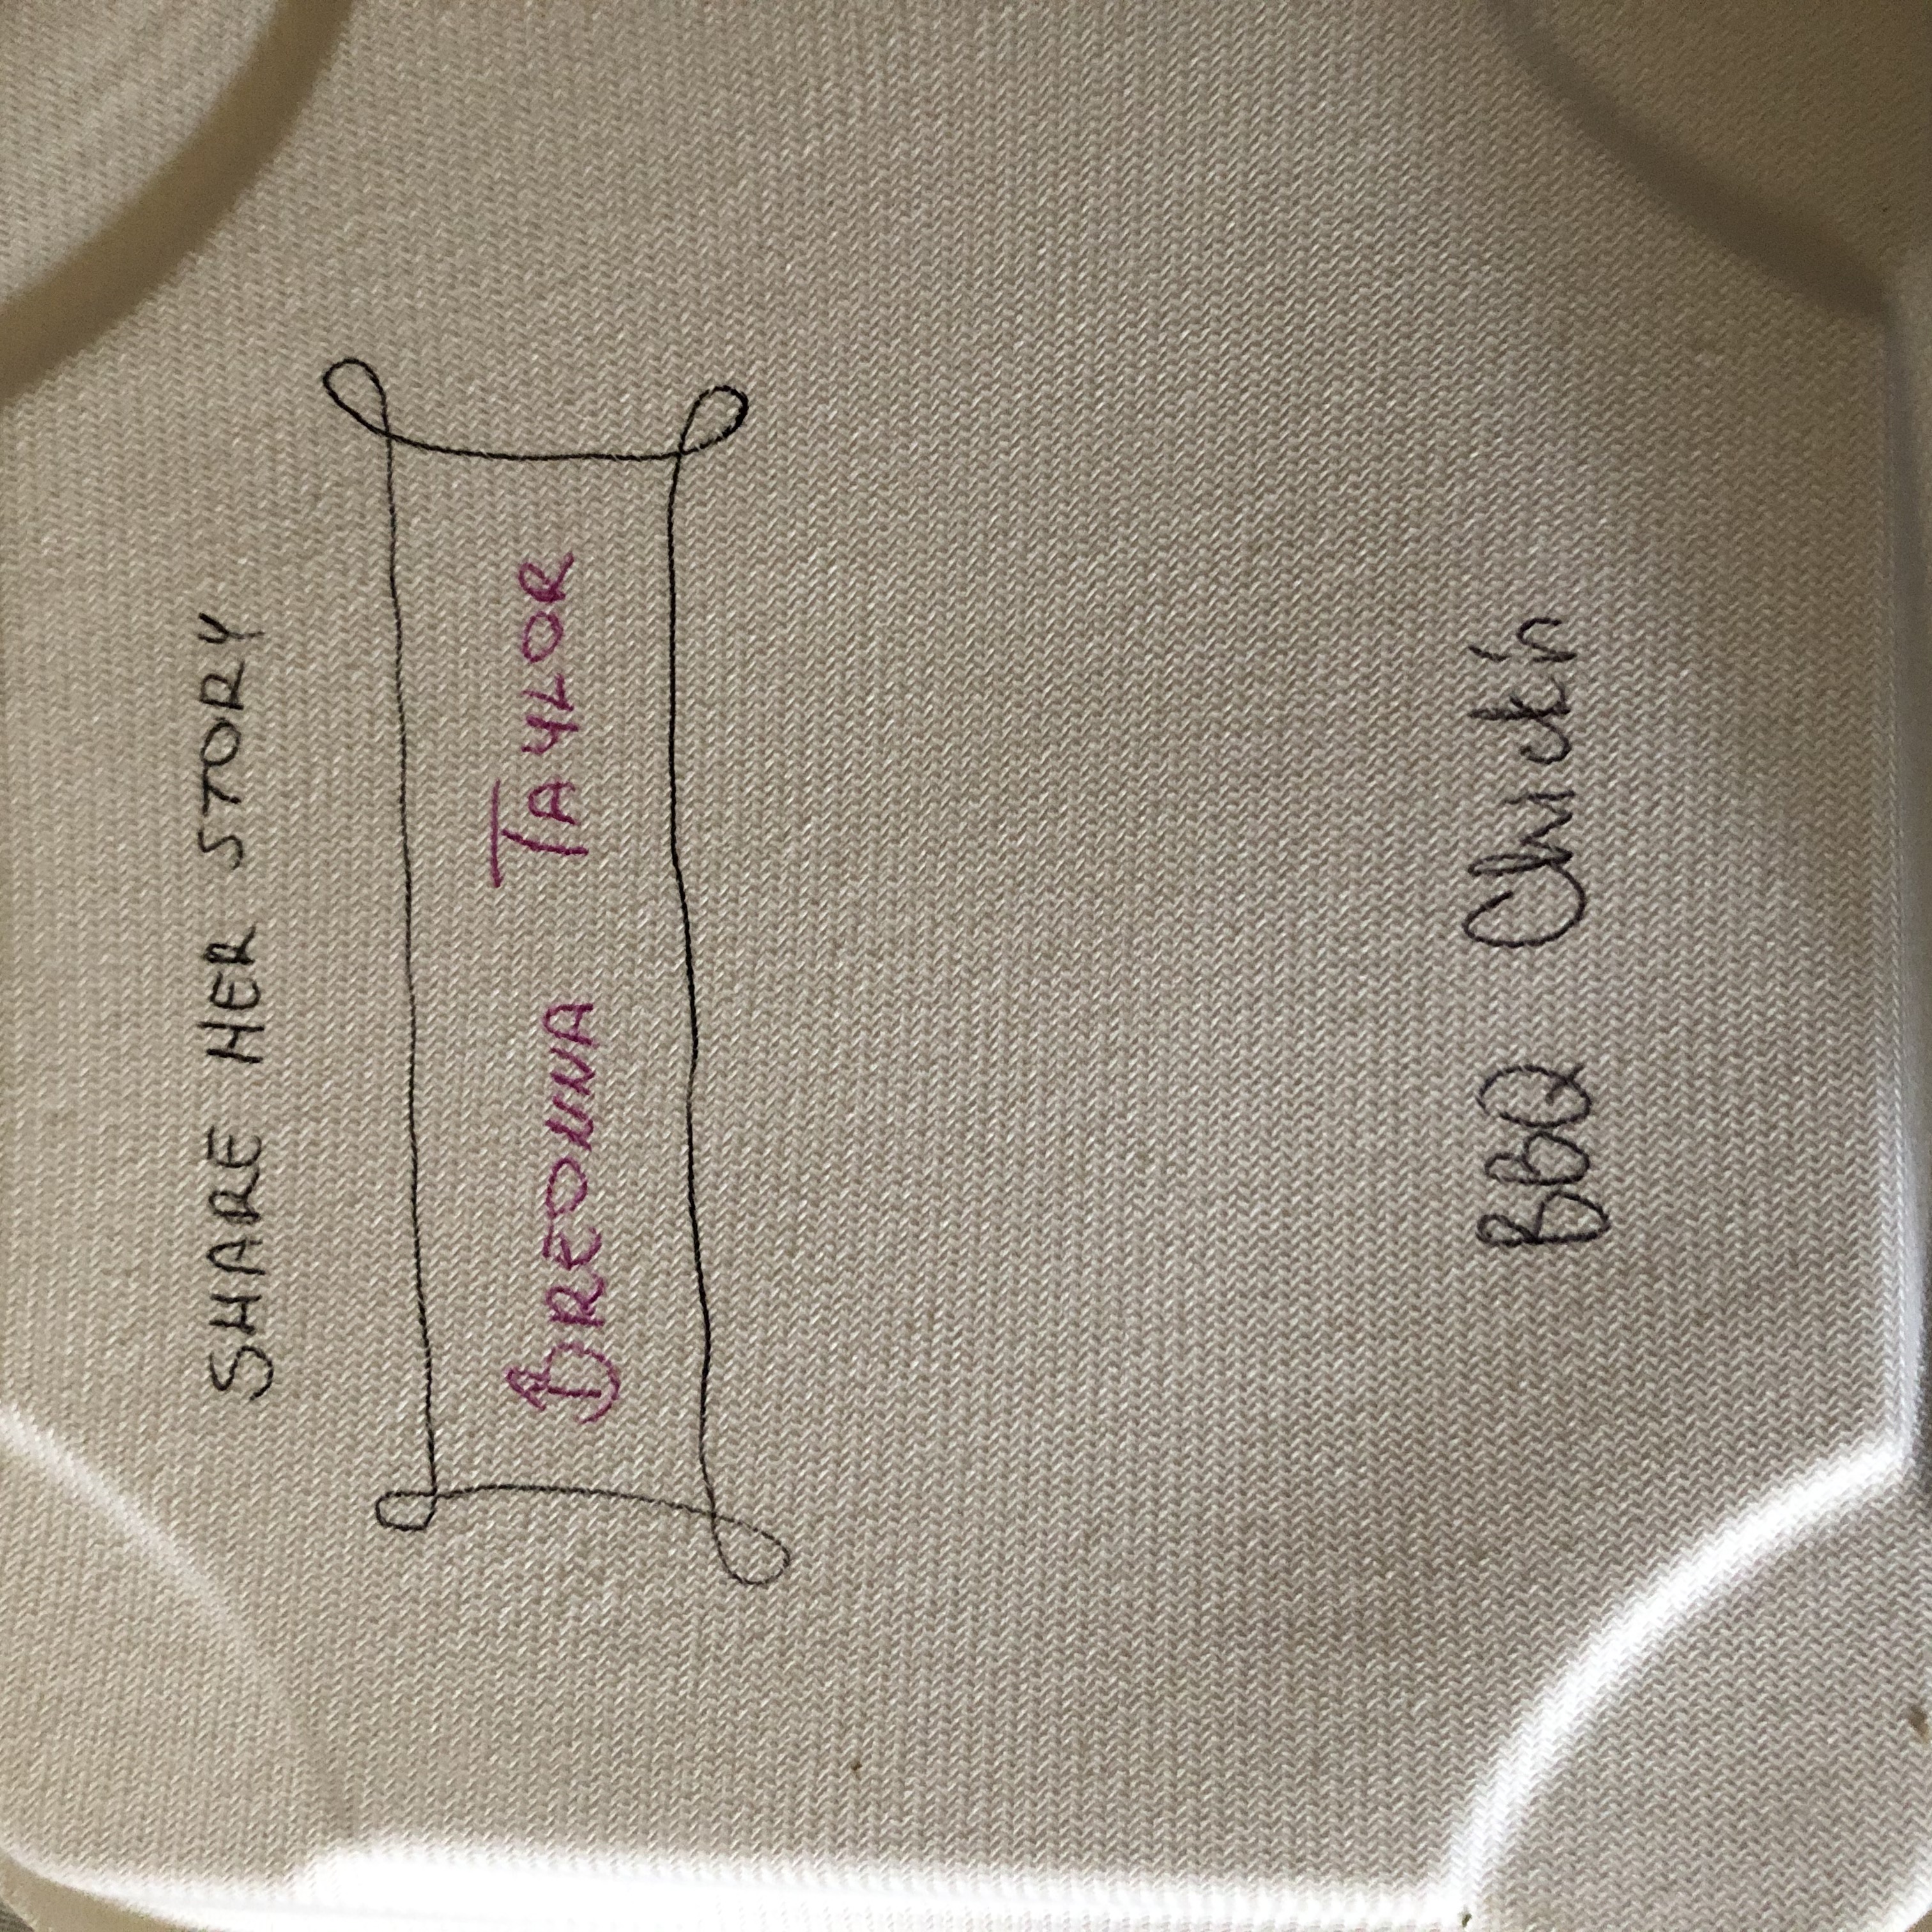 SHARE HER STORY
BREONNA TAYLOR
BBQ Chick'n